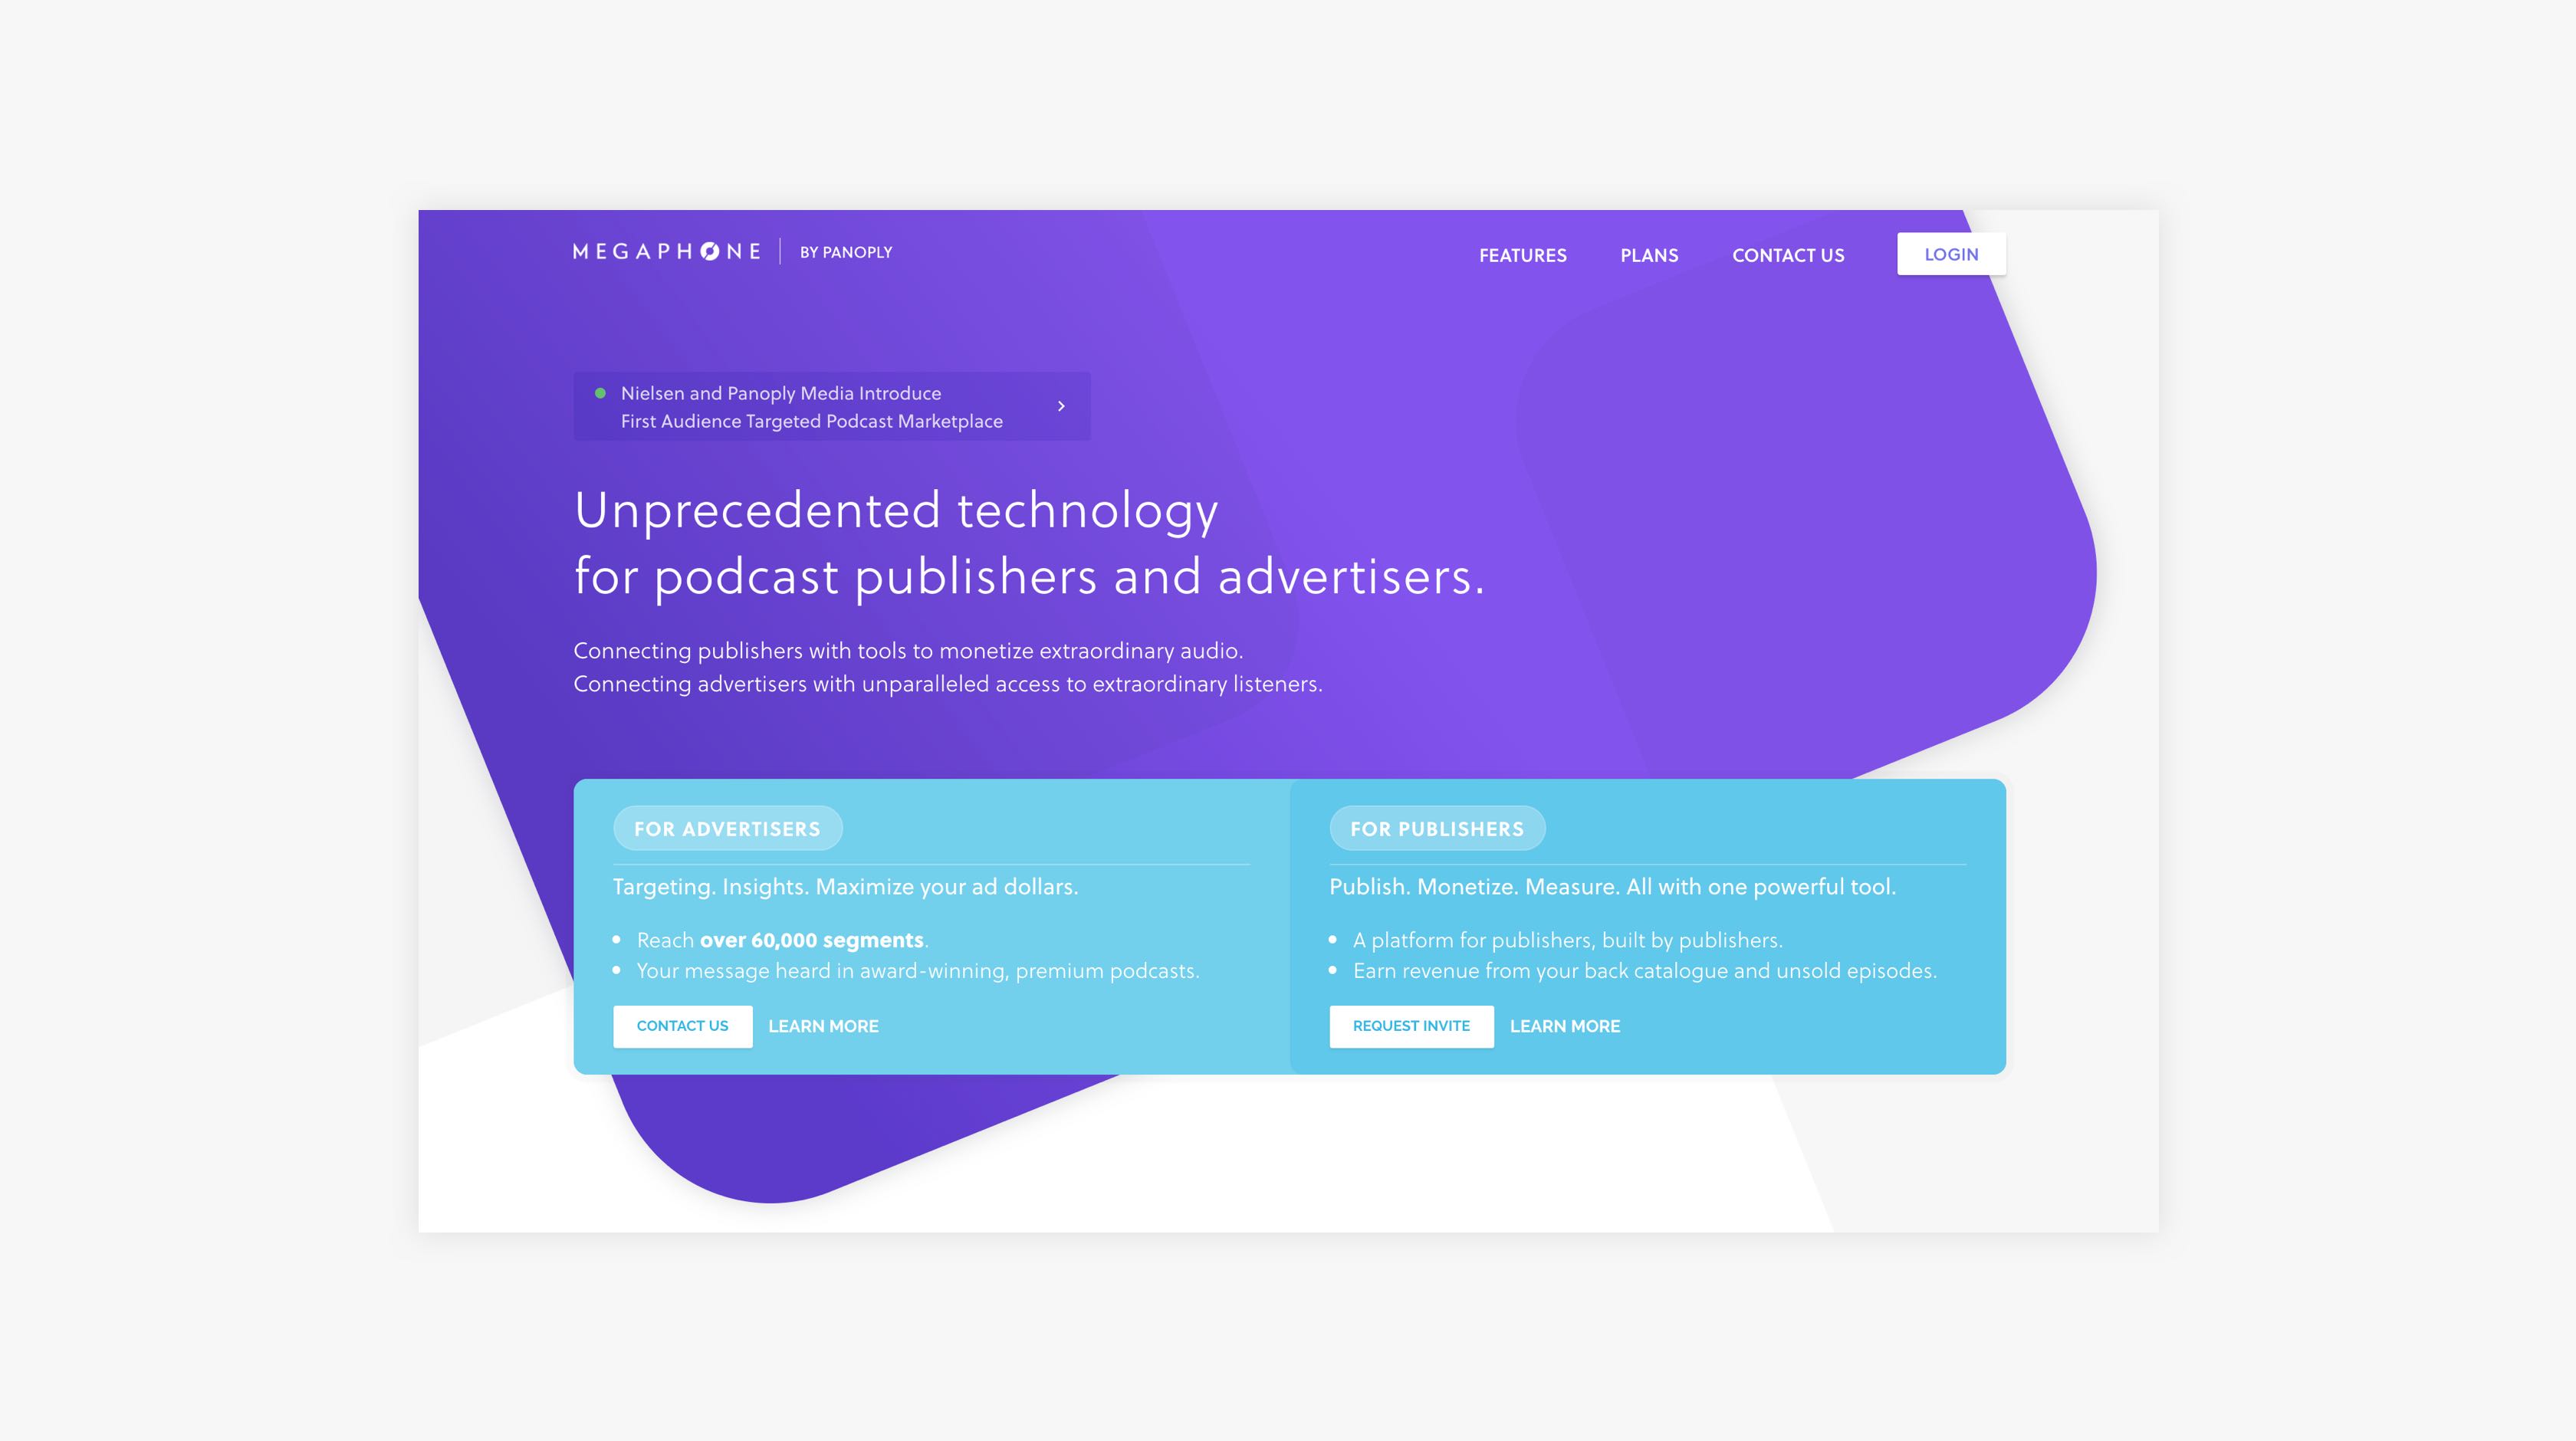 MEGAPHONE
BY PANOPLY
FEATURES
PLANS
CONTACT US
LOGIN
Nielsen and Panoply Media Introduce
First Audience Targeted Podcast Marketplace
Unprecedented technology
for podcast publishers and advertisers.
Connecting publishers with tools to monetize extraordinary audio.
Connecting advertisers with unparalleled access to extraordinary listeners.
FOR ADVERTISERS
Targeting. Insights. Maximize your ad dollars.
Reach over 60,000 segments.
Your message heard in award-winning, premium podcasts.
CONTACT US
LEARN MORE
FOR PUBLISHERS
Publish. Monetize. Measure. All with one powerful tool.
A platform for publishers, built by publishers.
Earn revenue from your back catalogue and unsold episodes.
REQUEST INVITE
LEARN MORE